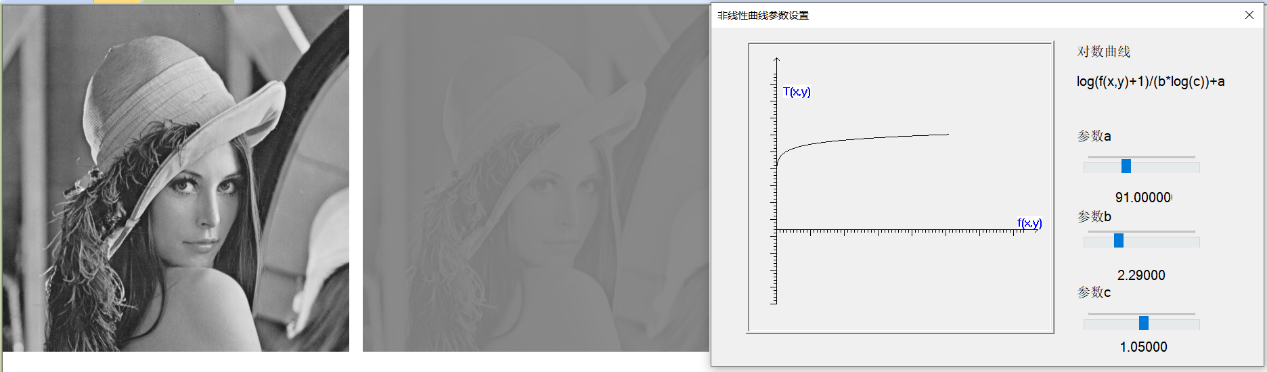 非线性曲线参数设置
T(x,y)
f(x,y)
对数曲线
log(f(x,y)+1)/(b*log(c))+a
参数a
91.00000
参数b
2.29000
参数c
1.05000